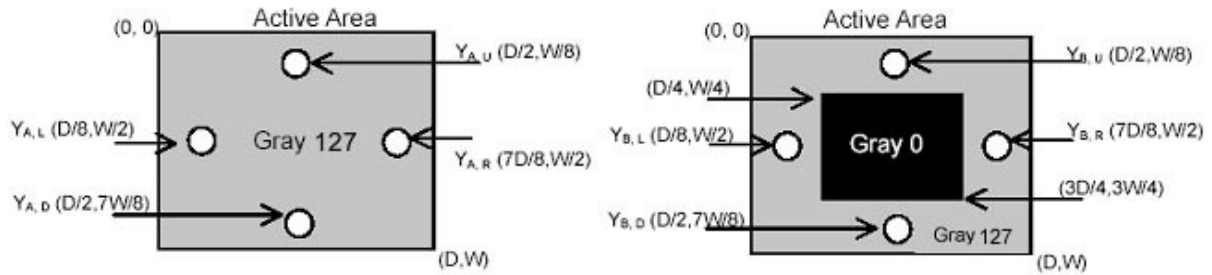 Active Area
(0, 0)
Y_A, U (D/2,W/8)
Y_A, L (D/8,W/2)
Gray 127
Y_A, R (7D/8,W/2)
Y_A, D (D/2,7W/8)
(D,W)
Active Area
(0, 0)
Y_B, U (D/2,W/8)
(D/4,W/4)
Y_B, L (D/8,W/2)
Gray 0
Y_B, R (7D/8,W/2)
(3D/4,3W/4)
Y_B, D (D/2,7W/8)
Gray 127
(D,W)